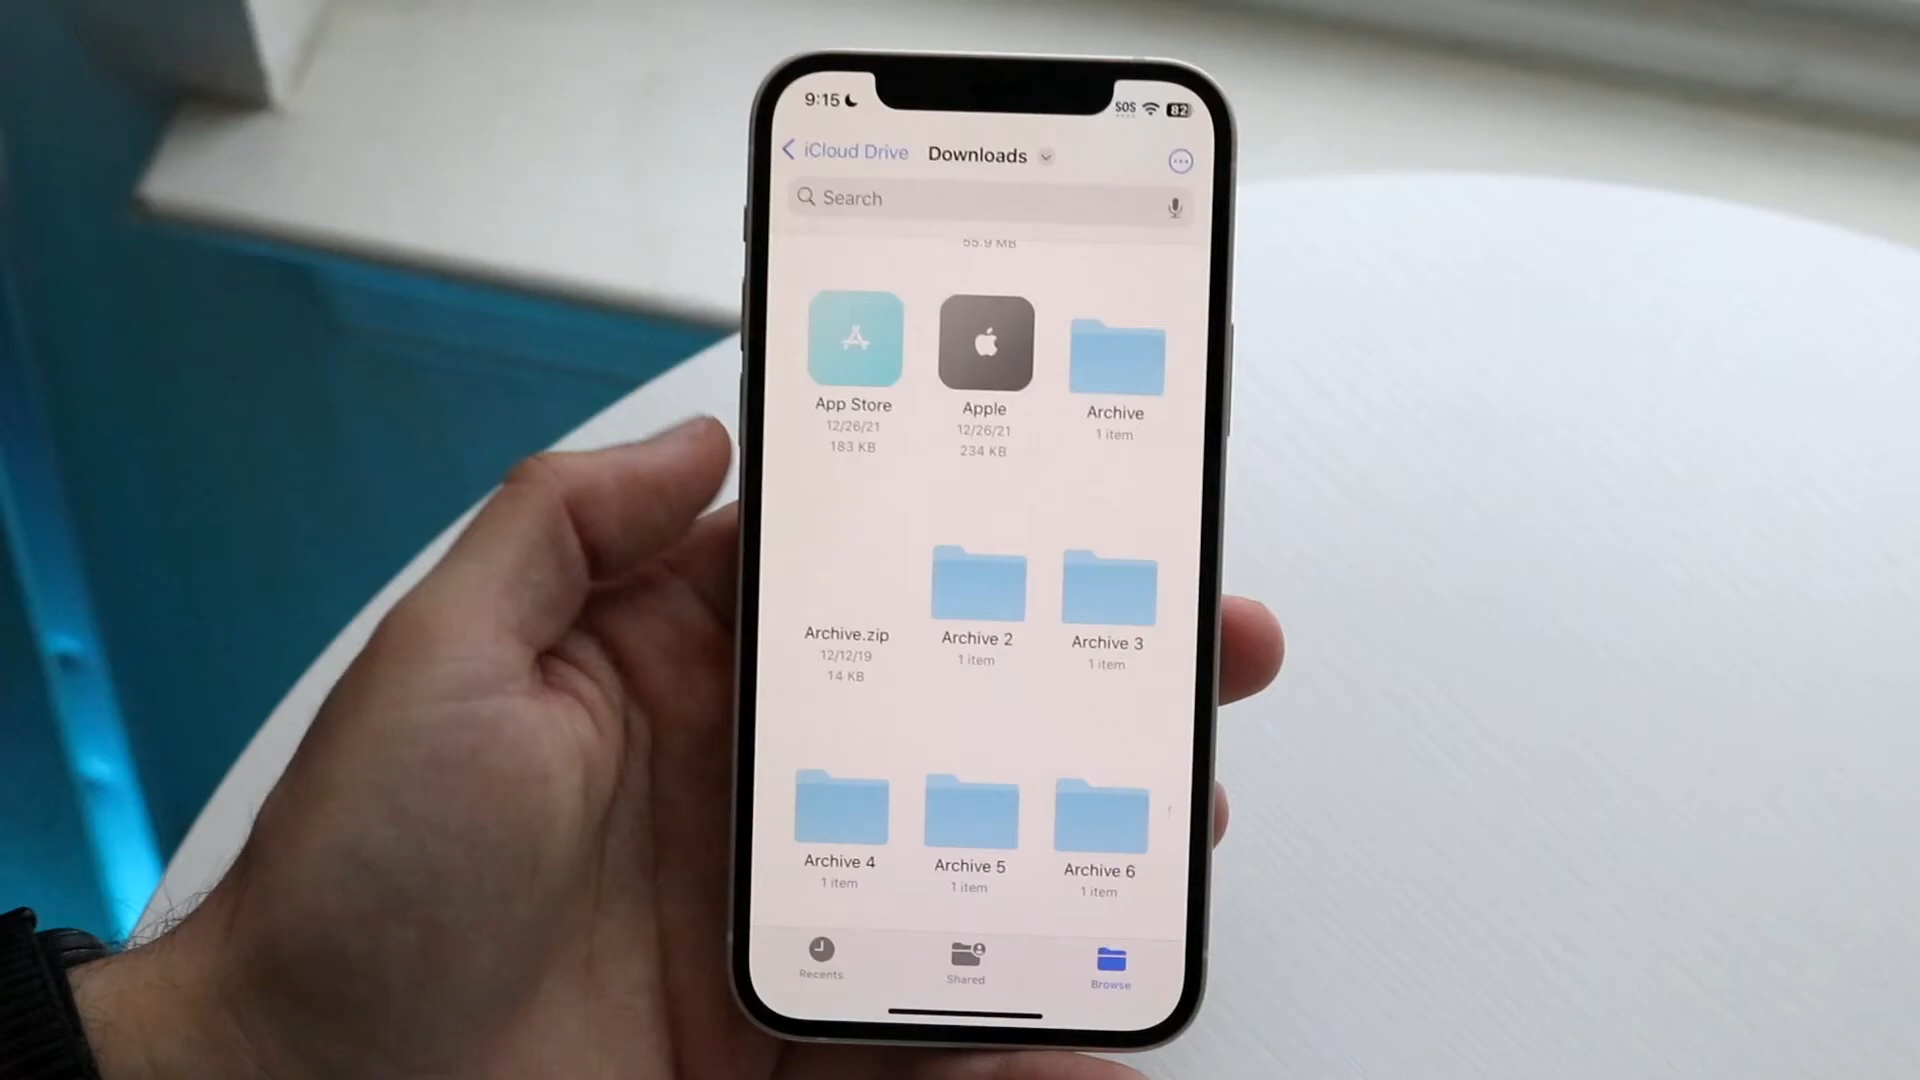 9:15
SOS 82
iCloud Drive Downloads
Search
55.9 MB
App Store
12/26/21
183 KB
Apple
12/26/21
234 KB
Archive
1 item
Archive.zip
12/12/19
14 KB
Archive 2
1 item
Archive 3
1 item
Archive 4
1 item
Archive 5
1 item
Archive 6
1 item
Recents
Shared
Browse